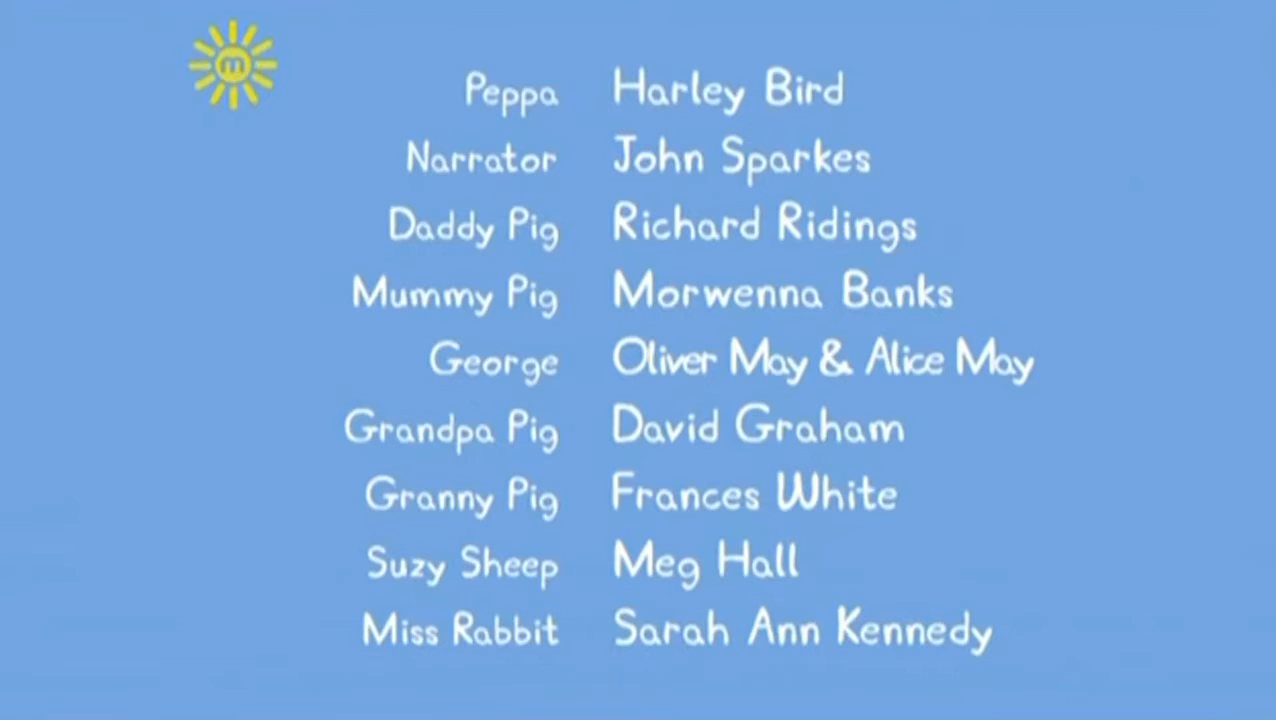 m
Peppa Harley Bird
Narrator John Sparkes
Daddy Pig Richard Ridings
Mummy Pig Morwenna Banks
George Oliver May & Alice May
Grandpa Pig David Graham
Granny Pig Frances White
Suzy Sheep Meg Hall
Miss Rabbit Sarah Ann Kennedy